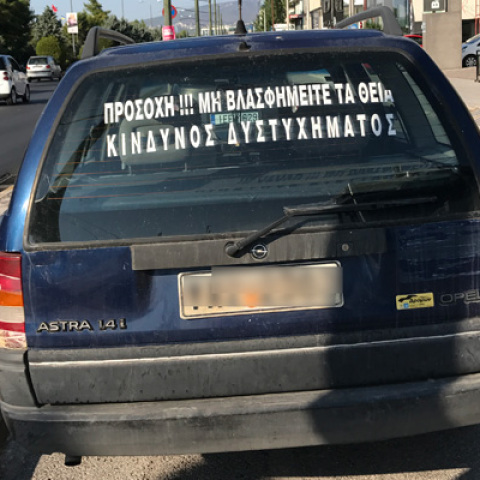 ΠΡΟΣΟΧΗ !!! ΜΗ ΒΛΑΣΦΗΜΕΙΤΕ ΤΑ ΘΕΙΑ
ΚΙΝΔΥΝΟΣ ΔΥΣΤΥΧΗΜΑΤΟΣ
ASTRA 1.4i
OPEL